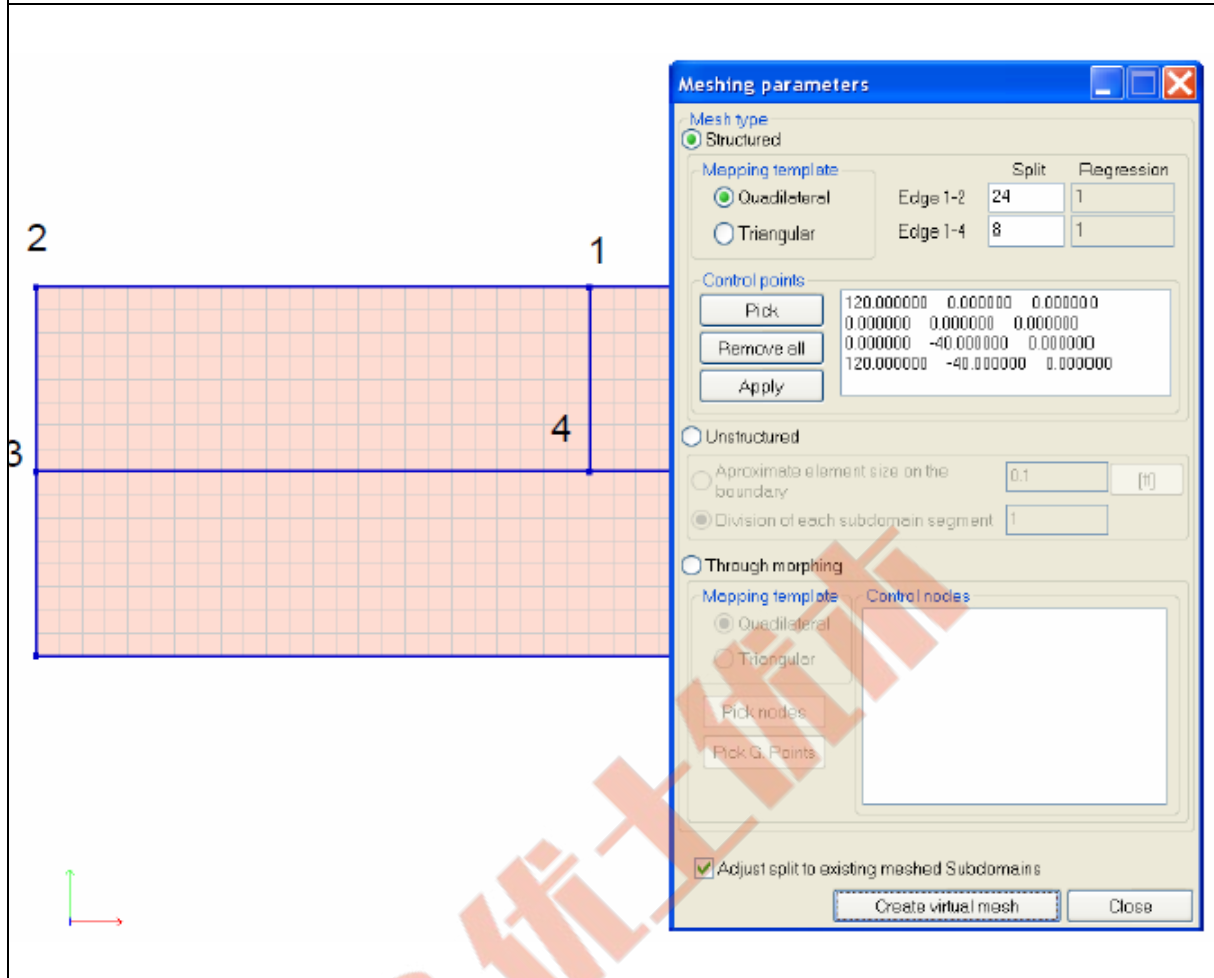 Meshing parameters
Mesh type
Structured
Mapping template
Split Regression
Quadilateral
Edge 1-2 24 1
Triangular
Edge 1-4 8 1
Control points
Pick
Remove all
Apply
120.000000 0.000000 0.000000
0.000000 0.000000 0.000000
0.000000 -40.000000 0.000000
120.000000 -40.000000 0.000000
Unstructured
Aproximate element size on the
boundary
0.1 [ft]
Division of each subdomain segment 1
Through morphing
Mapping template
Quadilateral
Triangular
Pick nodes
Pick G. Points
Control nodes
Adjust split to existing meshed Subdomains
Create virtual mesh Close
2
1
4
3